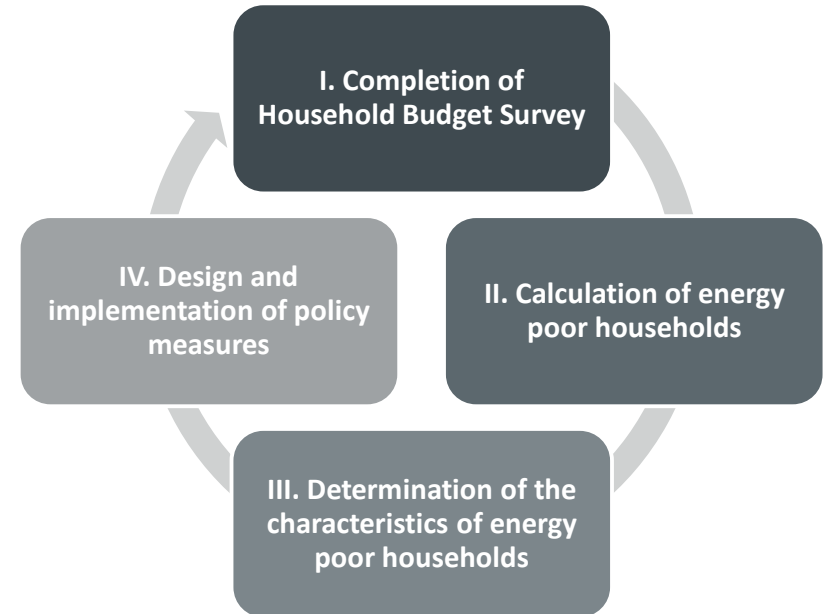 I. Completion of
Household Budget Survey
II. Calculation of energy
poor households
III. Determination of the
characteristics of energy
poor households
IV. Design and
implementation of policy
measures